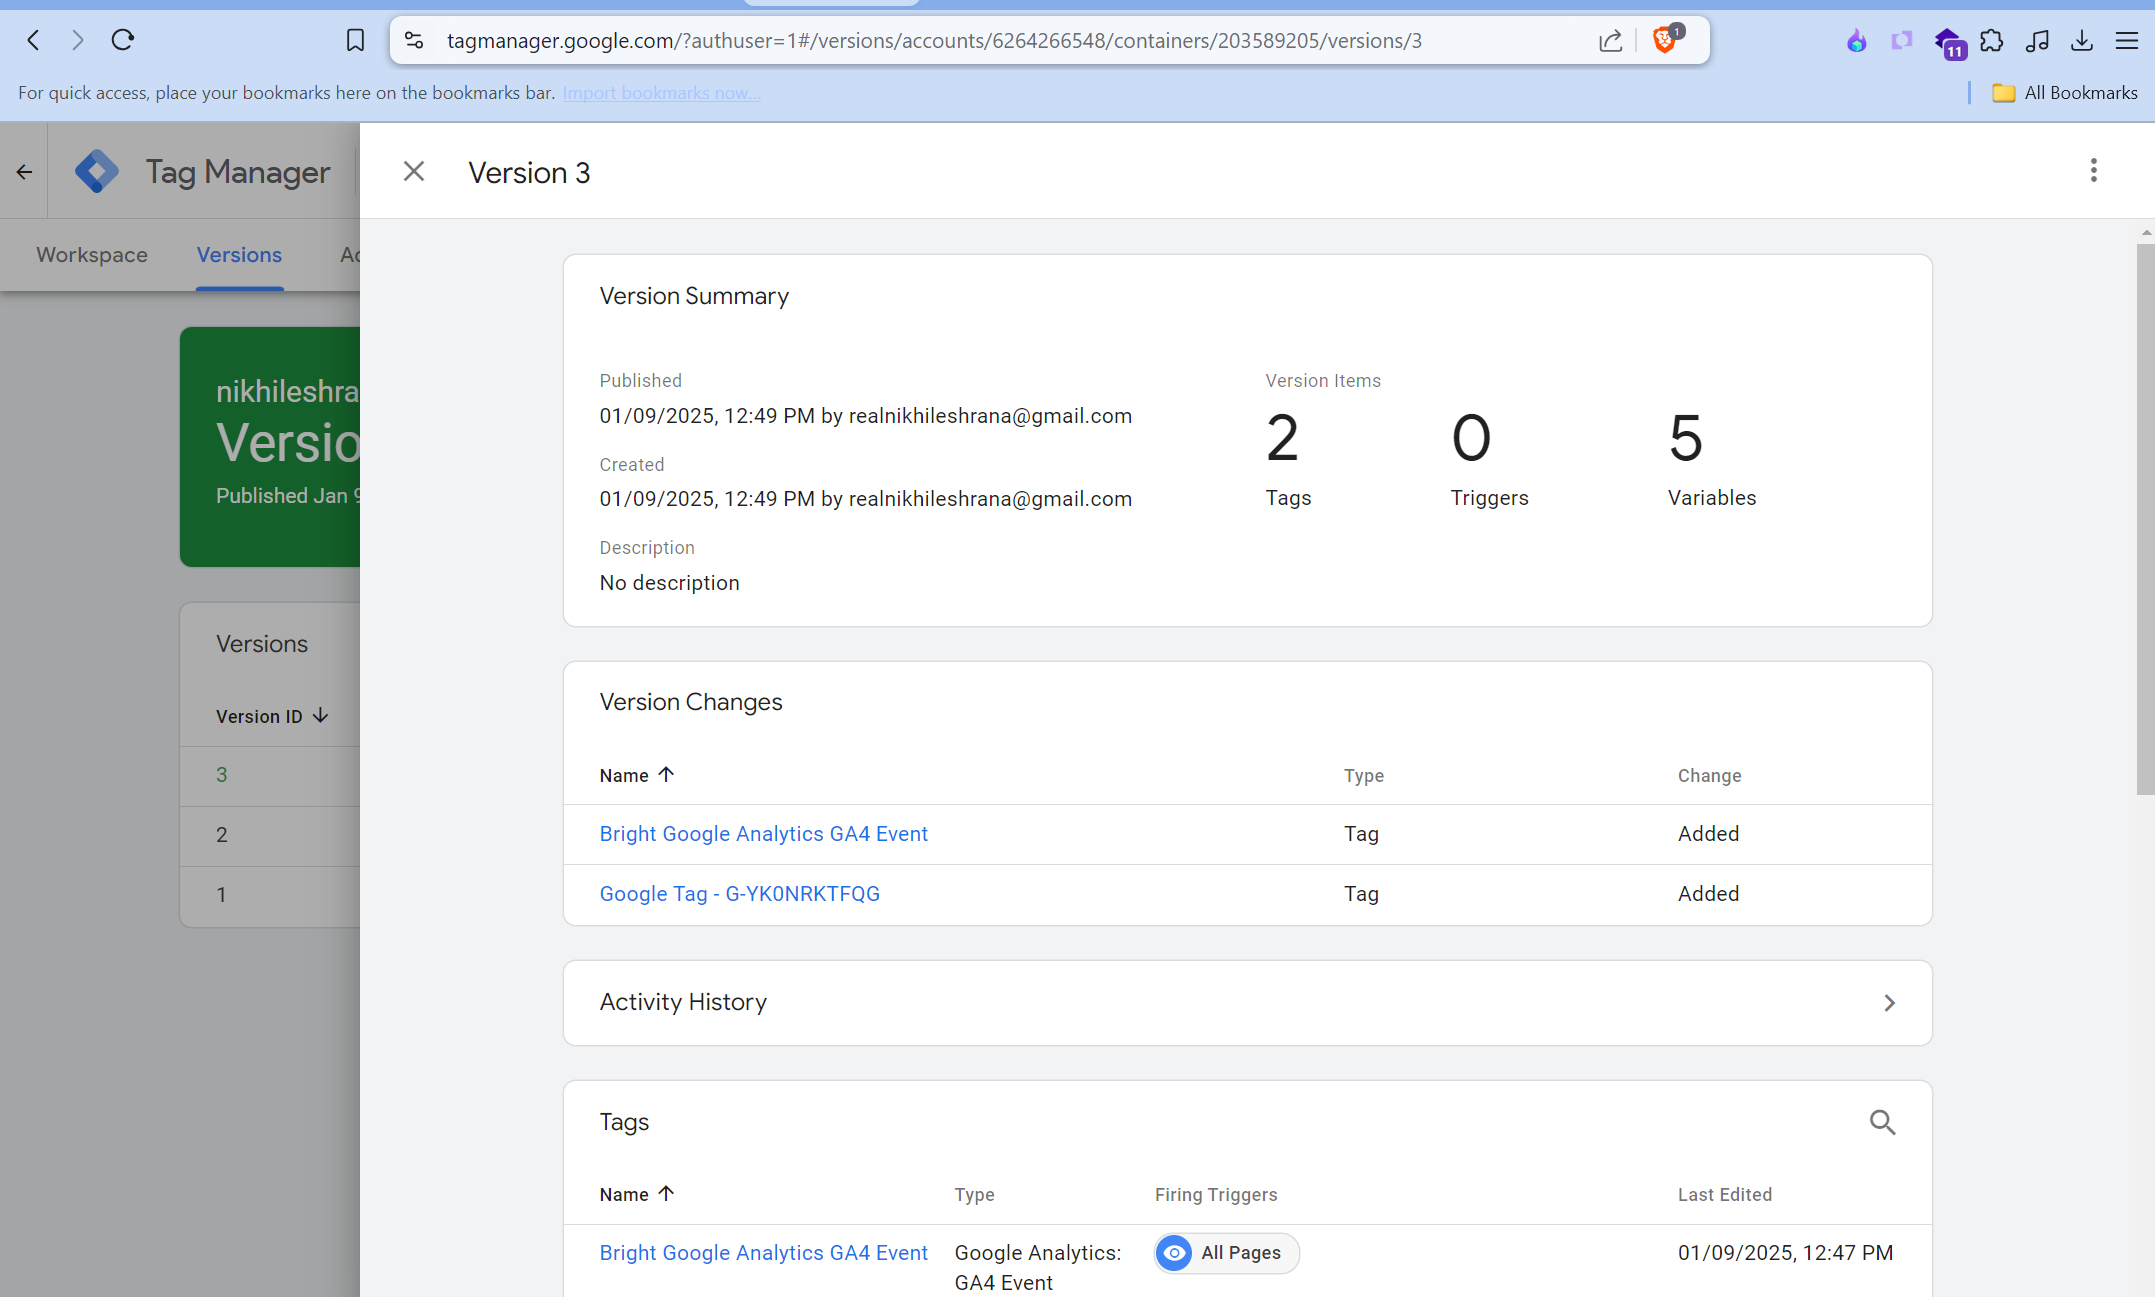 tagmanager.google.com/?authuser=1#/versions/accounts/6264266548/containers/203589205/versions/3
1
11
For quick access, place your bookmarks here on the bookmarks bar. Import bookmarks now...
All Bookmarks
Tag Manager
Version 3
Workspace
Versions
Ac
nikhileshra
Versio
Published Jan 9
Versions
Version ID
3
2
1
Version Summary
Published
01/09/2025, 12:49 PM by realnikhileshrana@gmail.com
Created
01/09/2025, 12:49 PM by realnikhileshrana@gmail.com
Description
No description
Version Items
2 0 5
Tags Triggers Variables
Version Changes
Name Type Change
Bright Google Analytics GA4 Event Tag Added
Google Tag - G-YK0NRKTFQG Tag Added
Activity History
Tags
Name Type Firing Triggers Last Edited
Bright Google Analytics GA4 Event Google Analytics: All Pages 01/09/2025, 12:47 PM
GA4 Event